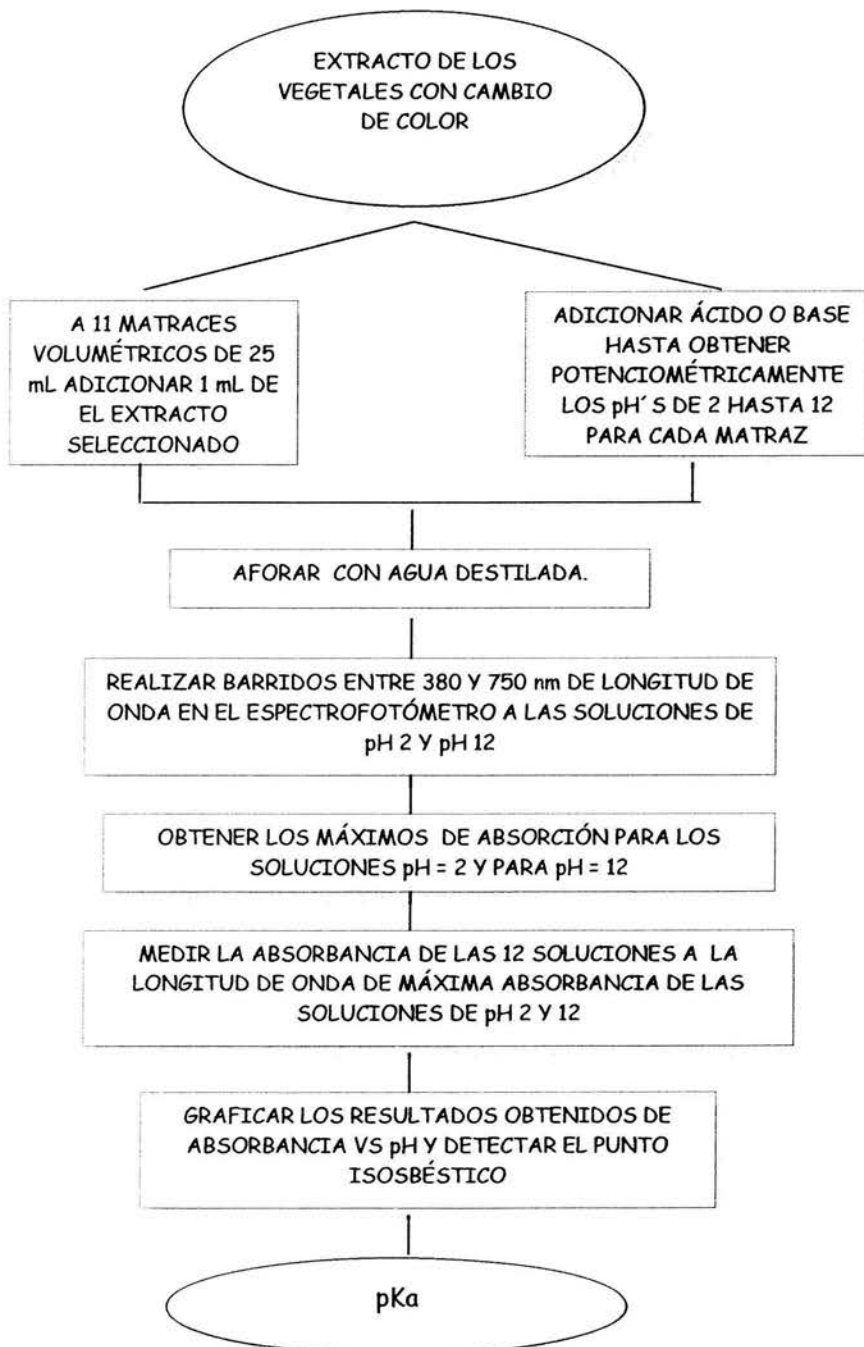 EXTRACTO DE LOS
VEGETALES CON CAMBIO
DE COLOR
A 11 MATRACES
VOLUMÉTRICOS DE 25
mL ADICIONAR 1 mL DE
EL EXTRACTO
SELECCIONADO
ADICIONAR ÁCIDO O BASE
HASTA OBTENER
POTENCIOMÉTRICAMENTE
LOS pH´S DE 2 HASTA 12
PARA CADA MATRAZ
AFORAR CON AGUA DESTILADA.
REALIZAR BARRIDOS ENTRE 380 Y 750 nm DE LONGITUD DE
ONDA EN EL ESPECTROFOTÓMETRO A LAS SOLUCIONES DE
pH 2 Y pH 12
OBTENER LOS MÁXIMOS DE ABSORCIÓN PARA LOS
SOLUCIONES pH = 2 Y PARA pH = 12
MEDIR LA ABSORBANCIA DE LAS 12 SOLUCIONES A LA
LONGITUD DE ONDA DE MÁXIMA ABSORBANCIA DE LAS
SOLUCIONES DE pH 2 Y 12
GRAFICAR LOS RESULTADOS OBTENIDOS DE
ABSORBANCIA VS pH Y DETECTAR EL PUNTO
ISOSBÉSTICO
pKa